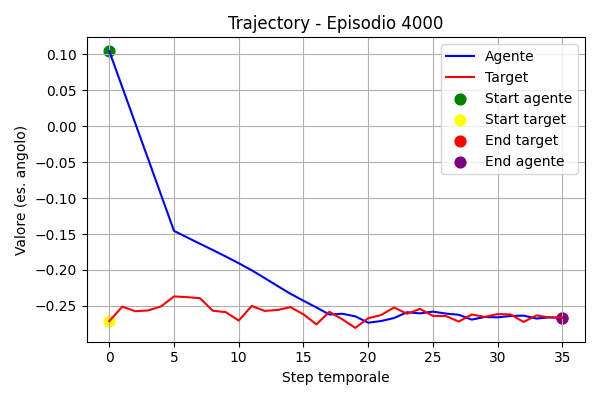 Trajectory - Episodio 4000
Valore (es. angolo)
0.10
0.05
0.00
−0.05
−0.10
−0.15
−0.20
−0.25
Agente
Target
Start agente
Start target
End target
End agente
0 5 10 15 20 25 30 35
Step temporale